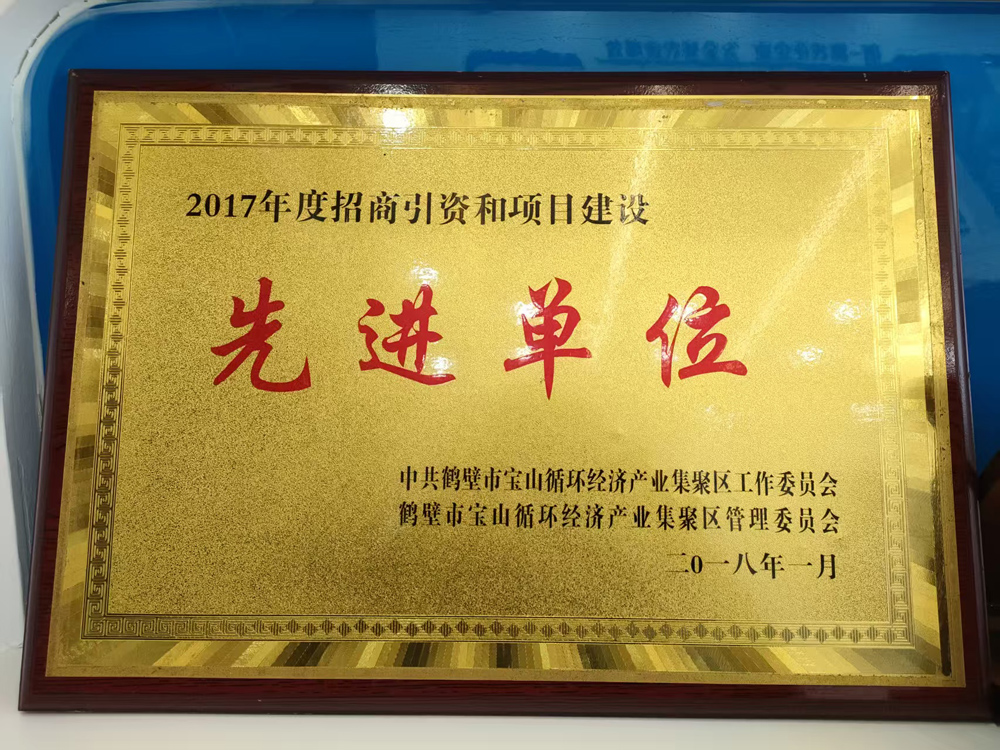 2017年度招商引资和项目建设
先进单位
中共鹤壁市宝山循环经济产业集聚区工作委员会
鹤壁市宝山循环经济产业集聚区管理委员会
二0一八年一月